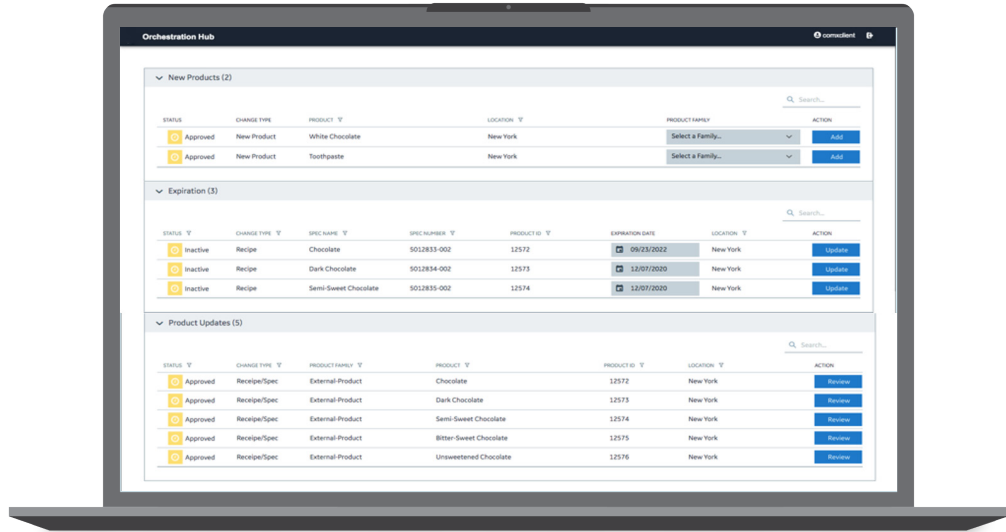 Orchestration Hub comxclient
New Products (2)
Search...
STATUS CHANGE TYPE PRODUCT LOCATION PRODUCT FAMILY ACTION
Approved New Product White Chocolate New York Select a Family... Add
Approved New Product Toothpaste New York Select a Family... Add
Expiration (3)
Search...
STATUS CHANGE TYPE SPEC NAME SPEC NUMBER PRODUCT ID EXPIRATION DATE LOCATION ACTION
Inactive Recipe Chocolate 5012833-002 12572 09/23/2022 New York Update
Inactive Recipe Dark Chocolate 5012834-002 12573 12/07/2020 New York Update
Inactive Recipe Semi-Sweet Chocolate 5012835-002 12574 12/07/2020 New York Update
Product Updates (5)
Search...
STATUS CHANGE TYPE PRODUCT FAMILY PRODUCT PRODUCT ID LOCATION ACTION
Approved Receipe/Spec External-Product Chocolate 12572 New York Review
Approved Receipe/Spec External-Product Dark Chocolate 12573 New York Review
Approved Receipe/Spec External-Product Semi-Sweet Chocolate 12574 New York Review
Approved Receipe/Spec External-Product Bitter-Sweet Chocolate 12575 New York Review
Approved Receipe/Spec External-Product Unsweetened Chocolate 12576 New York Review